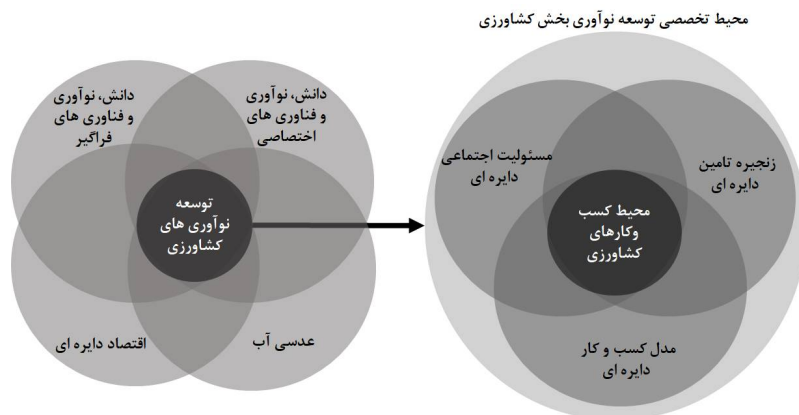 محیط تخصصی توسعه نوآوری بخش کشاورزی
زنجیره تامین
دایره ای
مسئولیت اجتماعی
دایره ای
محیط کسب
وکارهای
کشاورزی
مدل کسب و کار
دایره ای
دانش، نوآوری
و فناوری های
اختصاصی
دانش، نوآوری
و فناوری های
فراگیر
توسعه
نوآوری های
کشاورزی
عدسی آب
اقتصاد دایره ای